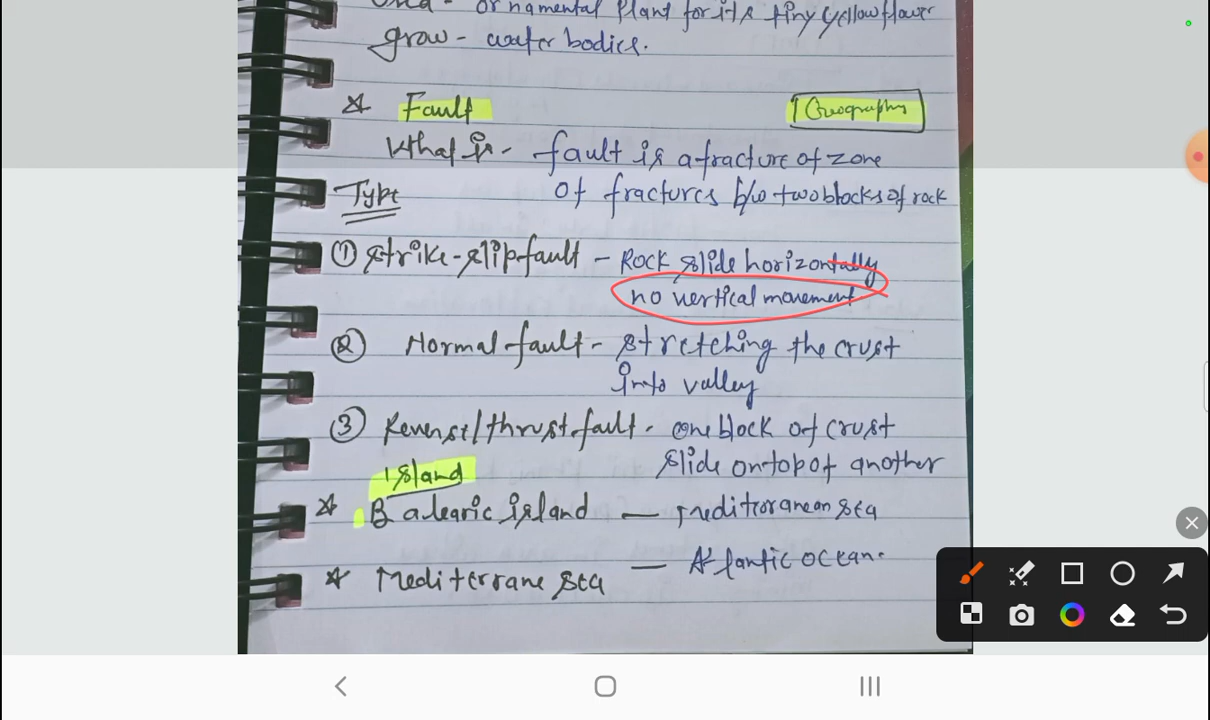 ornamental plant for it's tiny yellow flower
grow - water bodies.
Fault
Geography
What is - fault is a fracture of zone
Type
of fractures b/w two blocks of rock
① strike-slip fault - Rock slide horizontally
no vertical movement
② Normal fault - stretching the crust
into valley
③ Reverse/thrust fault - one block of crust
slide on top of another
Island
Balearic island — Mediterranean sea
Mediterrane sea — Atlantic ocean.